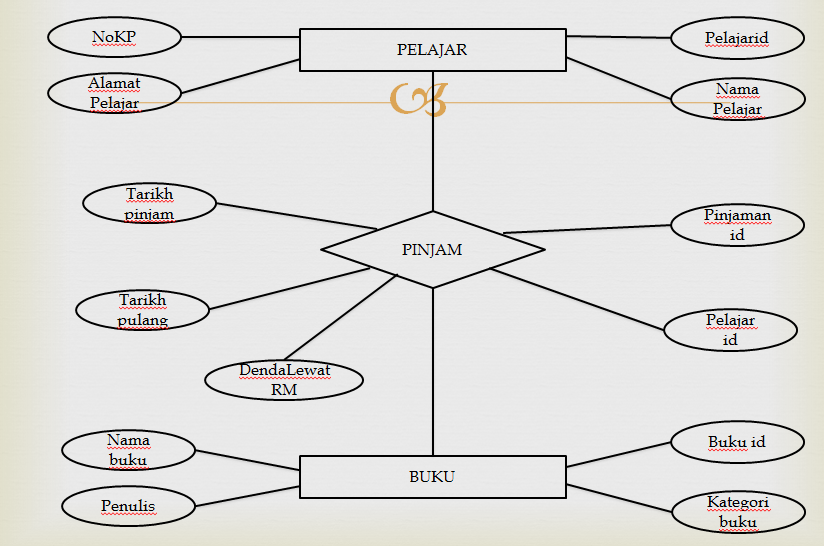 NoKP
PELAJAR
Pelajarid
Alamat
Pelajar
Nama
Pelajar
Tarikh
pinjam
Pinjaman
id
PINJAM
Tarikh
pulang
Pelajar
id
DendaLewat
RM
Nama
buku
Buku id
BUKU
Penulis
Kategori
buku